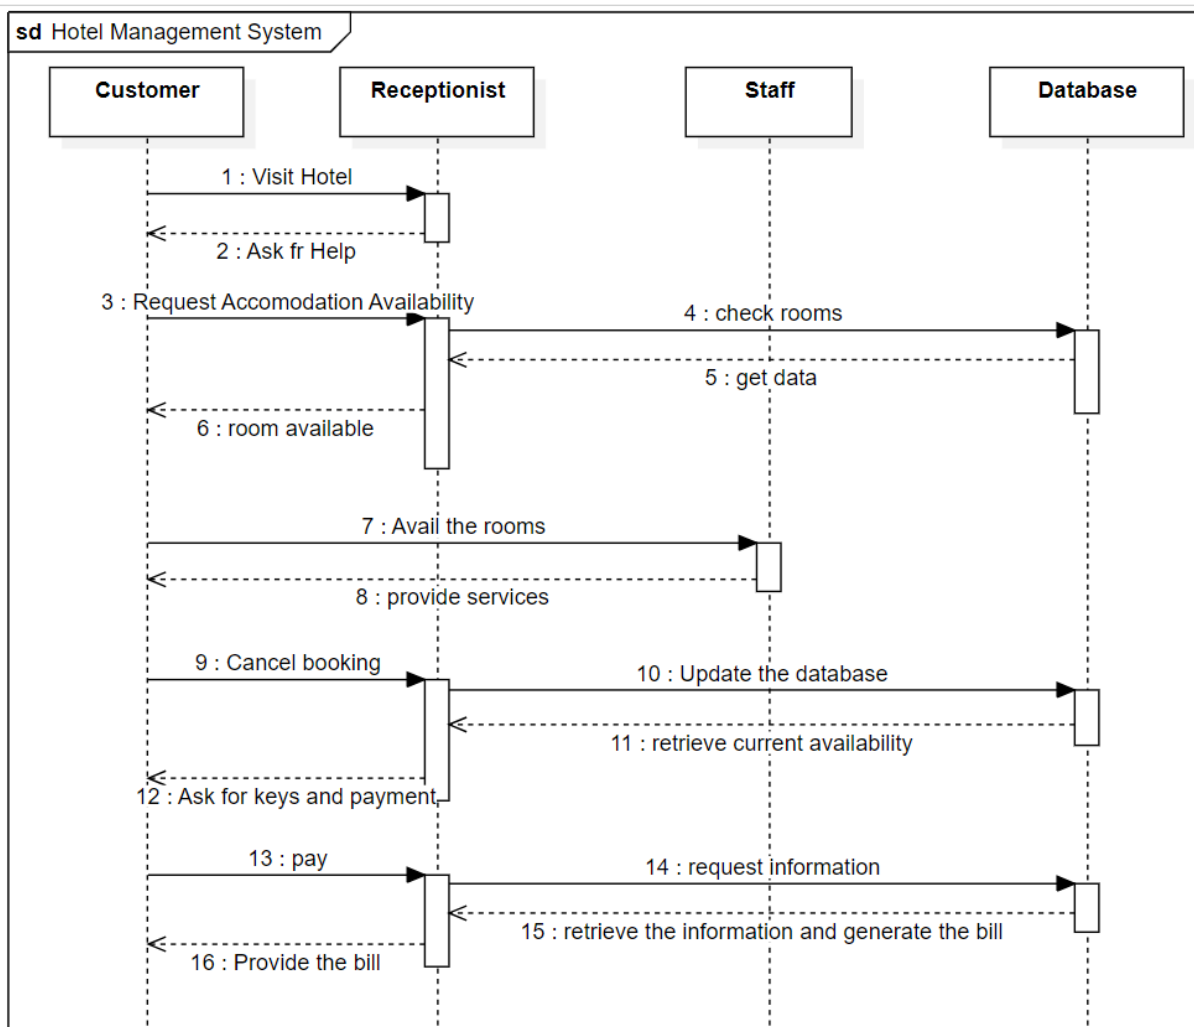 sd Hotel Management System
Customer
Receptionist
Staff
Database
1 : Visit Hotel
2 : Ask fr Help
3 : Request Accomodation Availability
4 : check rooms
5 : get data
6 : room available
7 : Avail the rooms
8 : provide services
9 : Cancel booking
10 : Update the database
11 : retrieve current availability
12 : Ask for keys and payment
13 : pay
14 : request information
15 : retrieve the information and generate the bill
16 : Provide the bill